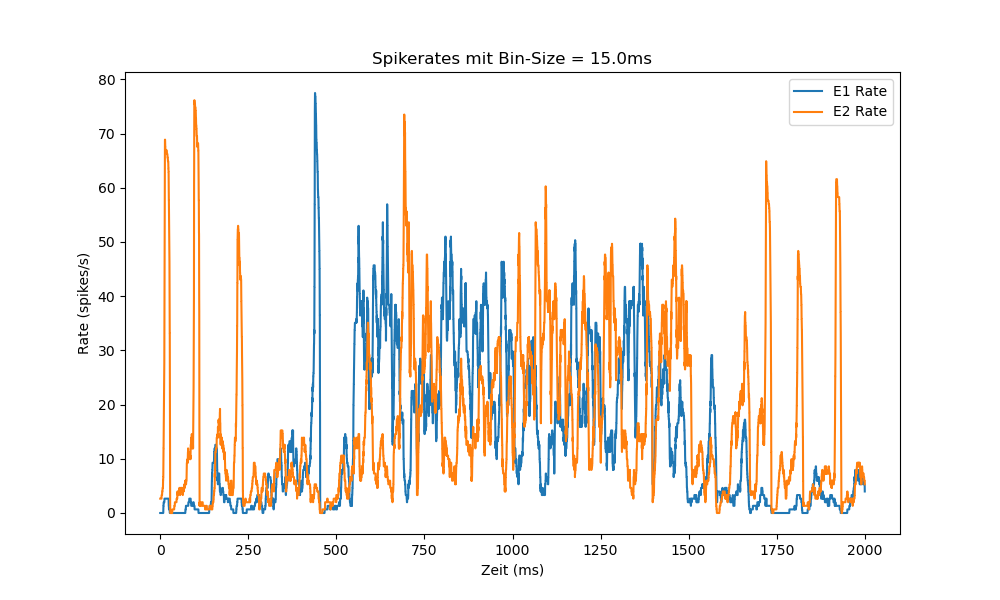 Spikerates mit Bin-Size = 15.0ms
E1 Rate
E2 Rate
Rate (spikes/s)
80
70
60
50
40
30
20
10
0
0 250 500 750 1000 1250 1500 1750 2000
Zeit (ms)